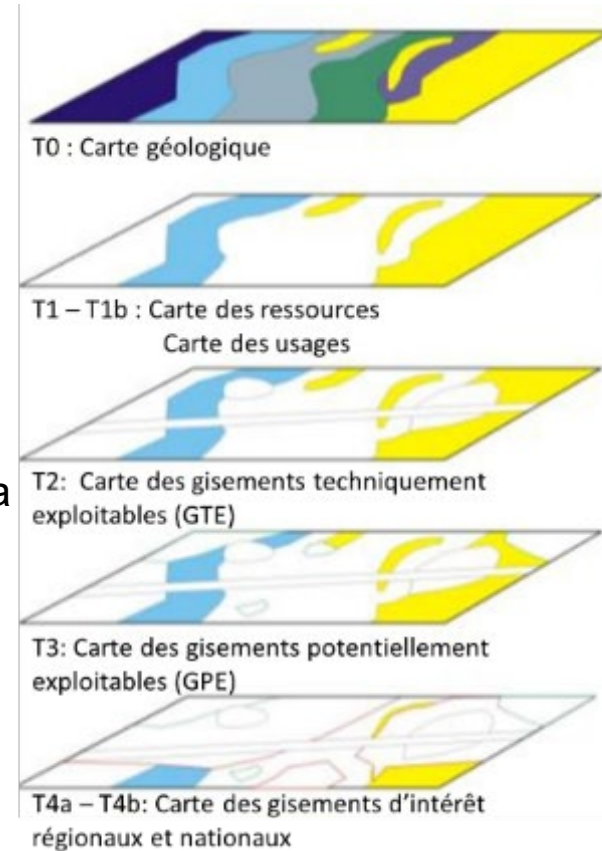 T0 : Carte géologique
T1 – T1b : Carte des ressources
Carte des usages
a
T2: Carte des gisements techniquement
exploitables (GTE)
T3: Carte des gisements potentiellement
exploitables (GPE)
T4a – T4b: Carte des gisements d'intérêt
régionaux et nationaux